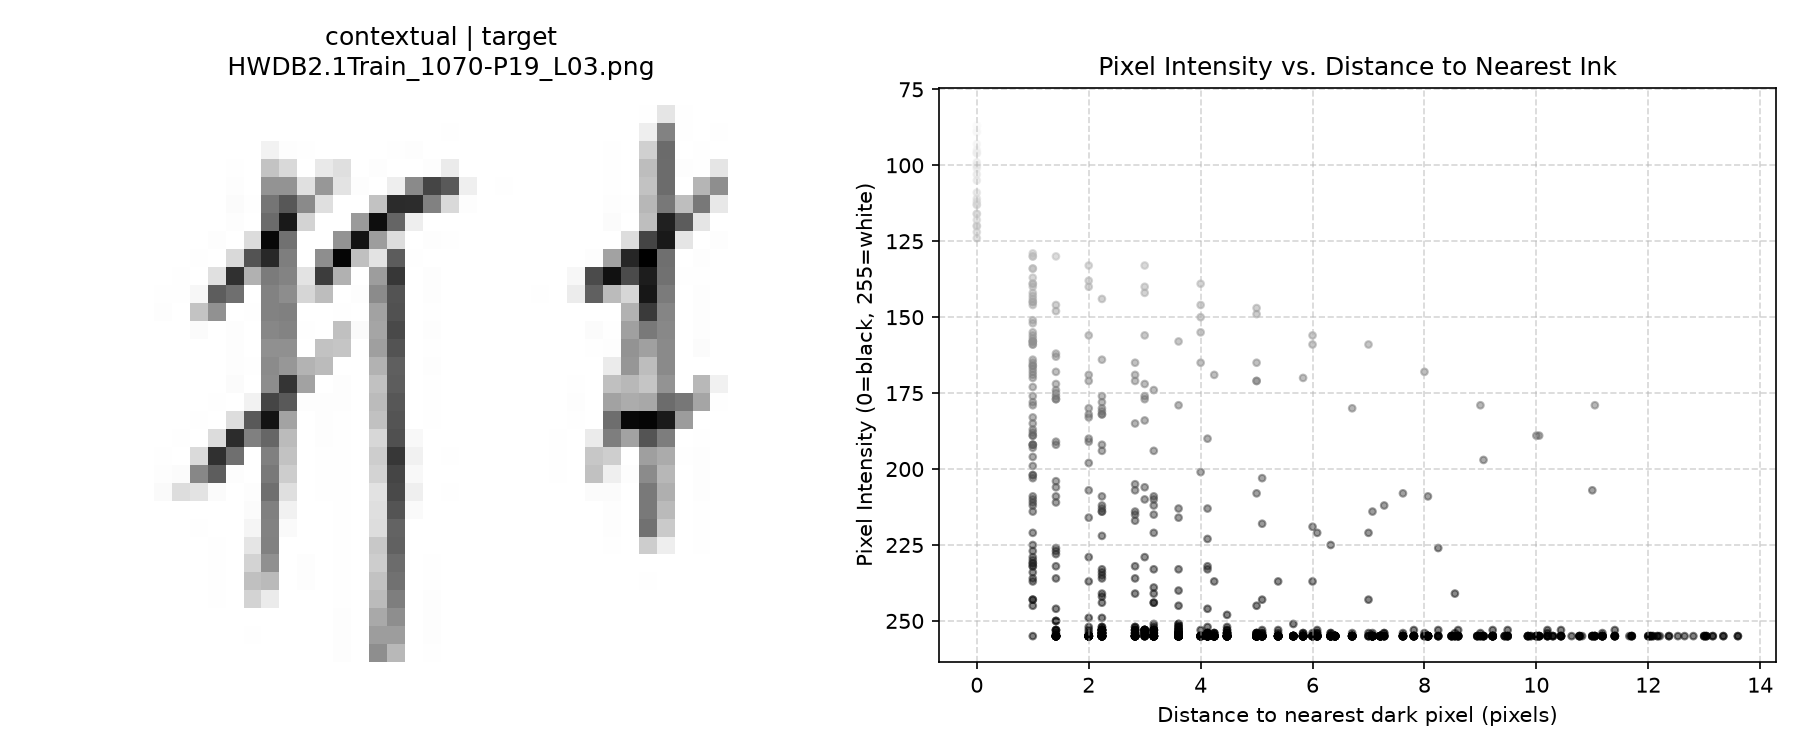 contextual | target
HWDB2.1Train_1070-P19_L03.png
Pixel Intensity vs. Distance to Nearest Ink
75
100
125
150
175
200
225
250
Pixel Intensity (0=black, 255=white)
0 2 4 6 8 10 12 14
Distance to nearest dark pixel (pixels)